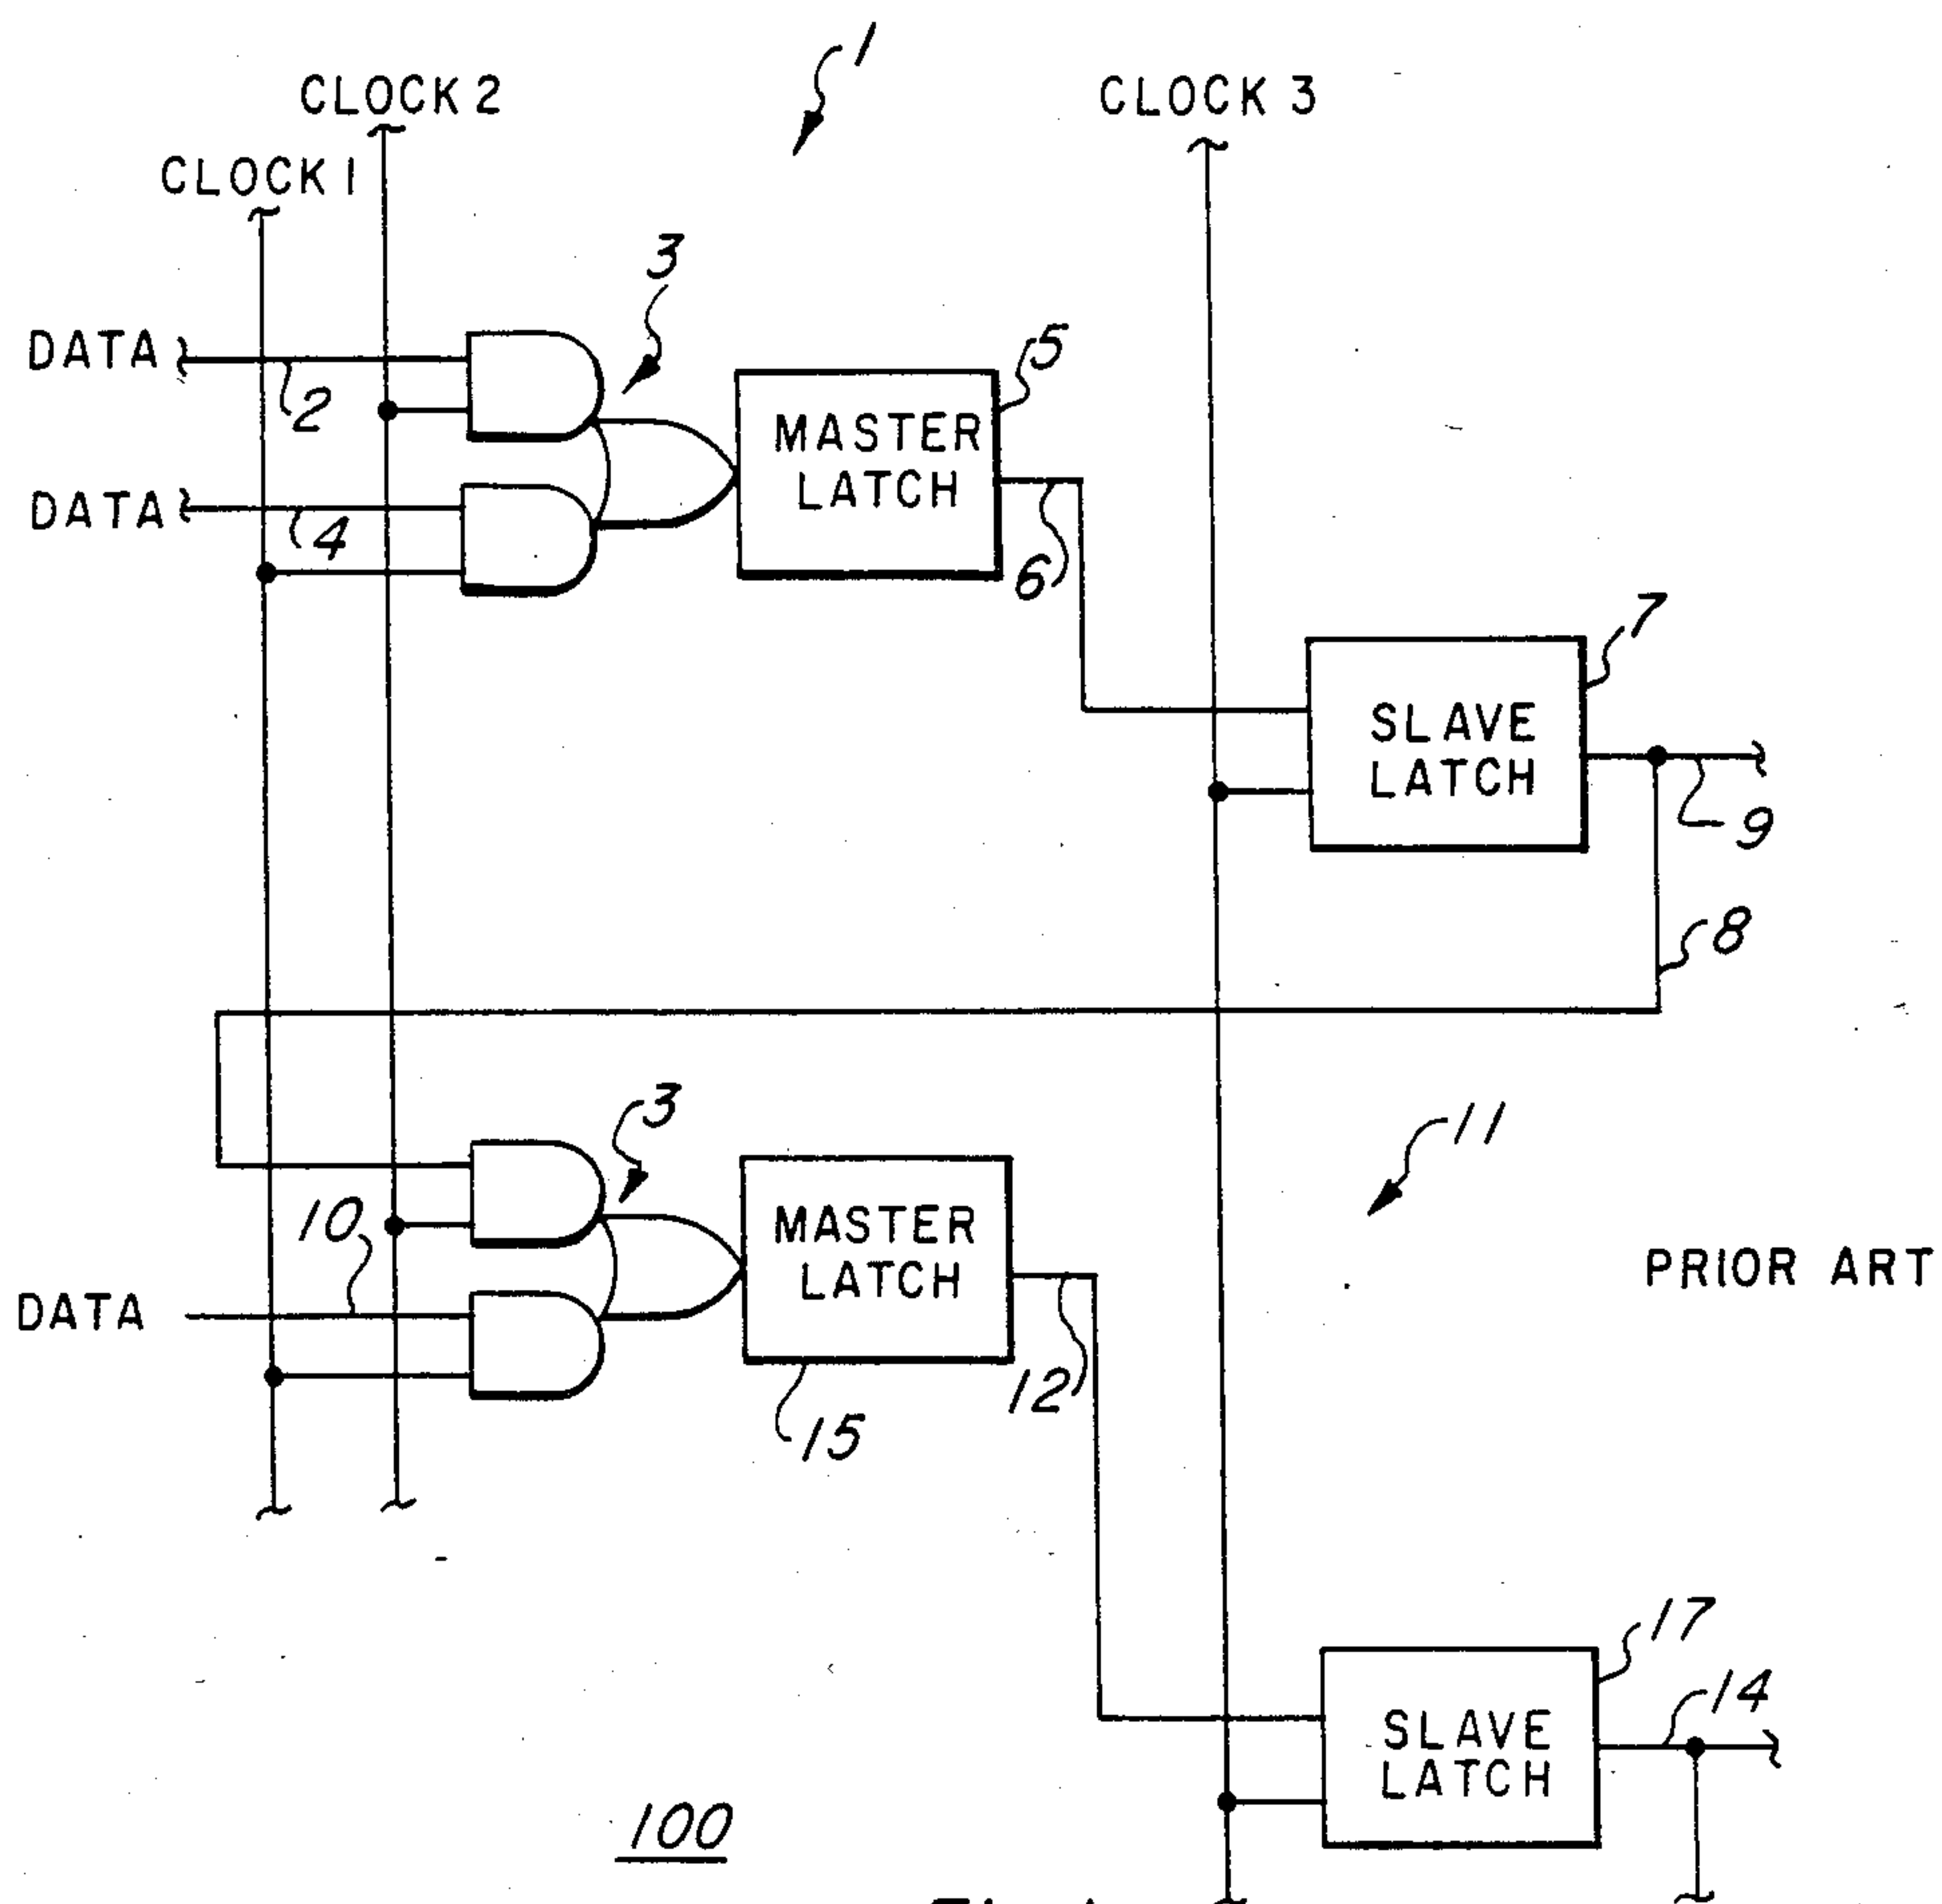 1
CLOCK 2
CLOCK 3
CLOCK 1
3
DATA
5
2
MASTER
LATCH
DATA
4
6
7
SLAVE
LATCH
9
8
3
11
10
MASTER
LATCH
PRIOR ART
DATA
12
15
17
14
SLAVE
LATCH
100